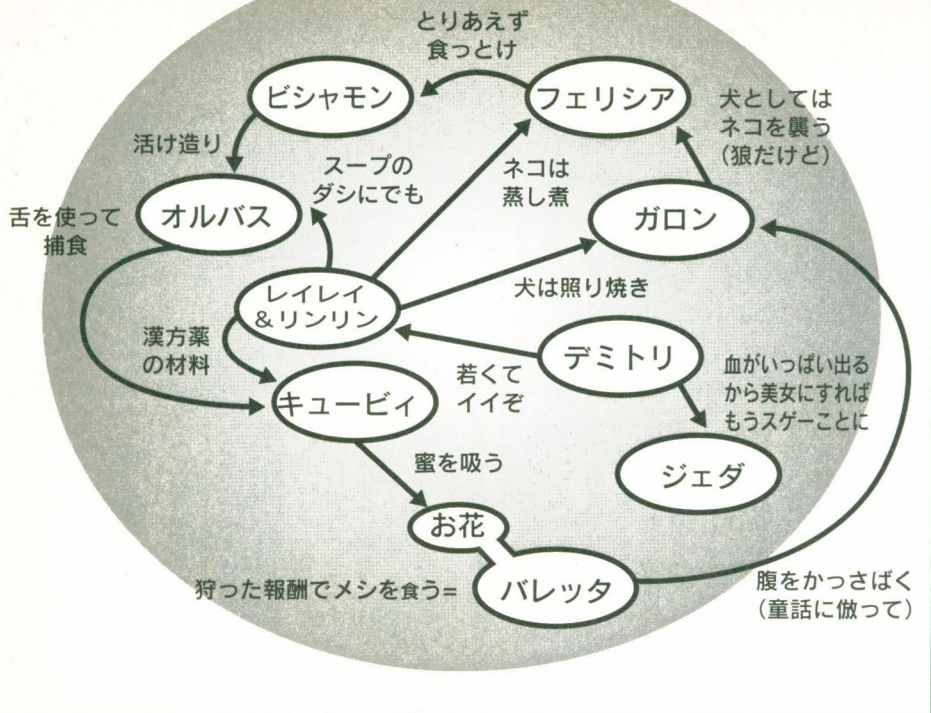 とりあえず
食っとけ
ビシャモン
フェリシア
犬としては
ネコを襲う
（狼だけど）
活け造り
スープの
ダシにでも
ネコは
蒸し煮
オルバス
ガロン
舌を使って
捕食
犬は照り焼き
レイレイ
＆リンリン
デミトリ
漢方薬
の材料
若くて
イイぞ
血がいっぱい出る
から美女にすれば
もうスゲーことに
キュービィ
蜜を吸う
ジェダ
お花
狩った報酬でメシを食う=
バレッタ
腹をかっさばく
（童話に倣って）